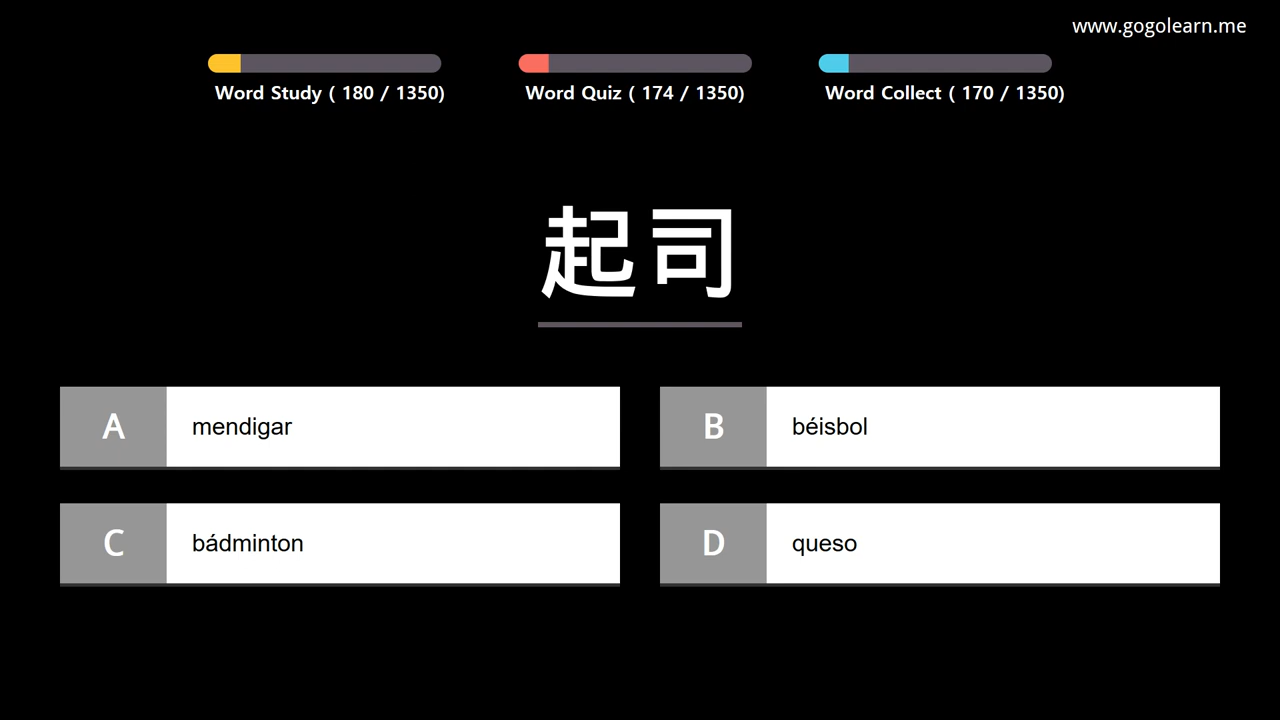 www.gogolearn.me
Word Study ( 180 / 1350)
Word Quiz ( 174 / 1350)
Word Collect ( 170 / 1350)
起司
A mendigar
B béisbol
C bádminton
D queso